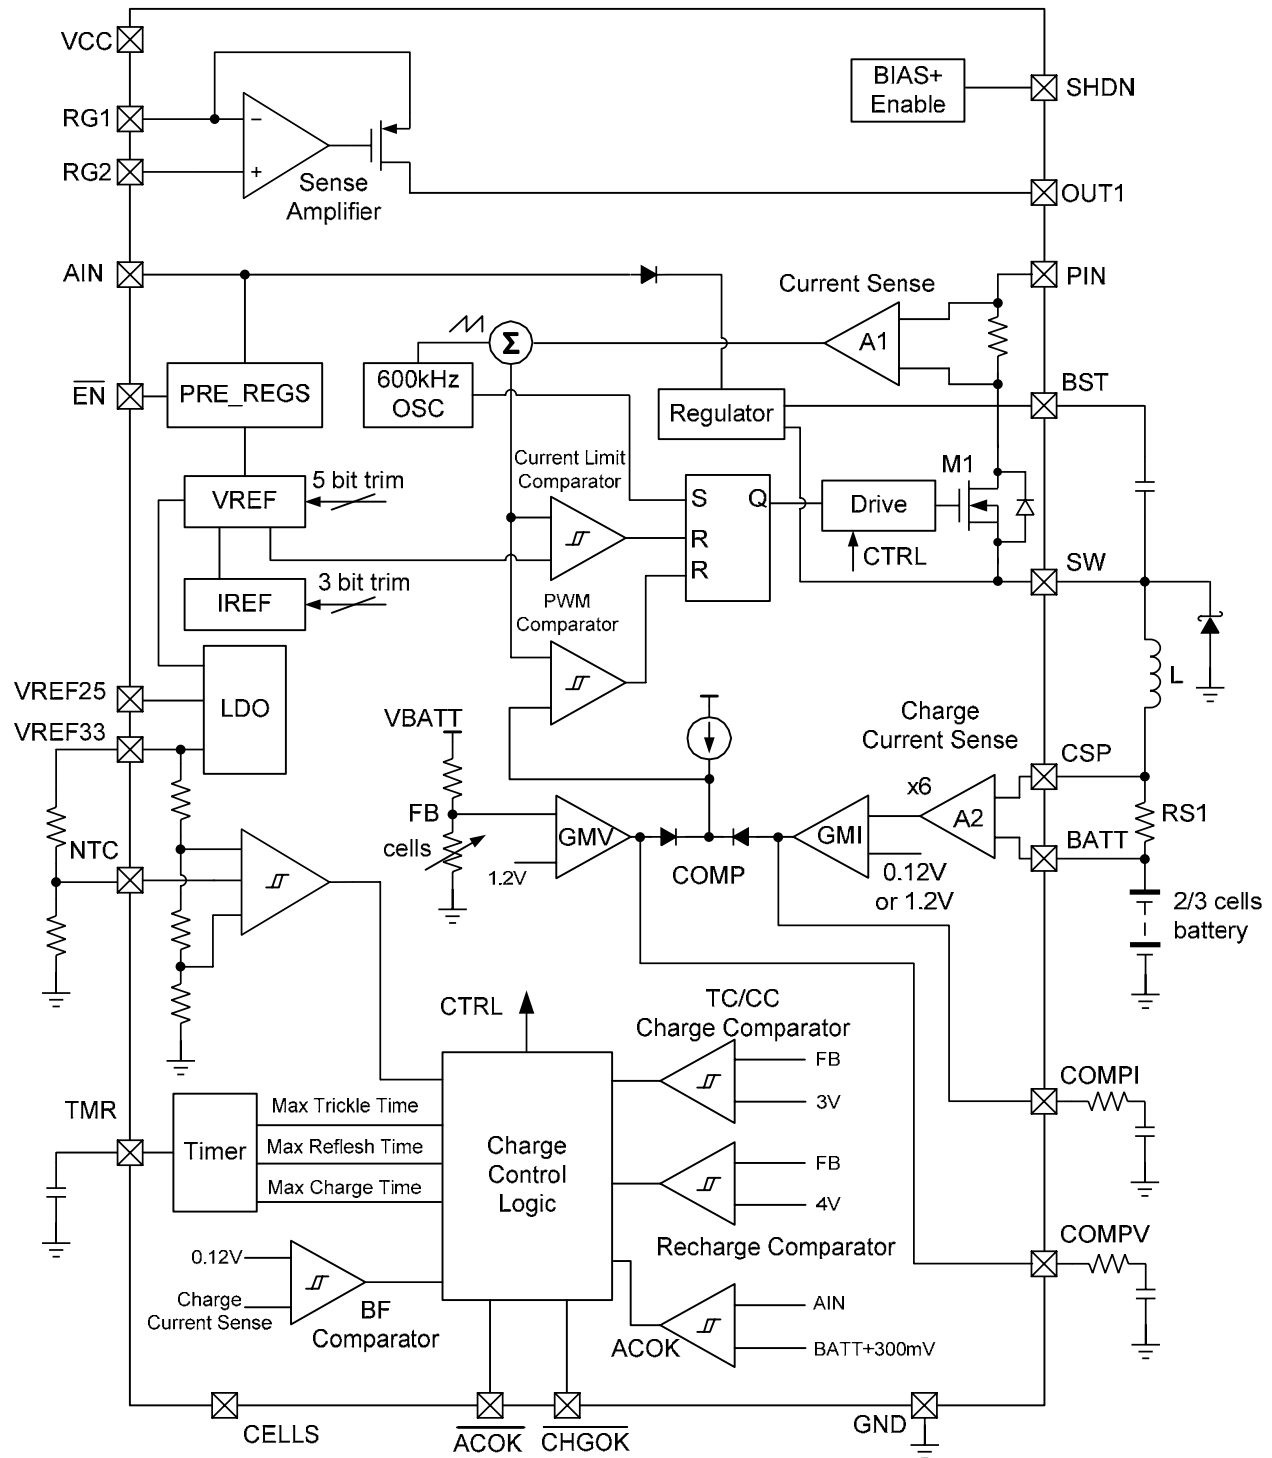 VCC
BIAS+
Enable
SHDN
RG1
−
RG2
+
Sense
Amplifier
OUT1
AIN
PIN
Current Sense
Σ
A1
EN
PRE_REGS
600kHz
OSC
Regulator
BST
VREF
5 bit trim
Current Limit
Comparator
S
Q
R
R
Drive
M1
CTRL
IREF
3 bit trim
PWM
Comparator
SW
VREF25
LDO
L
VREF33
VBATT
Charge
Current Sense
CSP
x6
FB
GMV
GMI
A2
RS1
NTC
cells
1.2V
COMP
0.12V
or 1.2V
BATT
2/3 cells
battery
CTRL
TC/CC
Charge Comparator
FB
3V
COMPI
TMR
Timer
Max Trickle Time
Max Reflesh Time
Max Charge Time
Charge
Control
Logic
FB
4V
Recharge Comparator
COMPV
0.12V
Charge
Current Sense
BF
Comparator
ACOK
AIN
BATT+300mV
CELLS
ACOK
CHGOK
GND